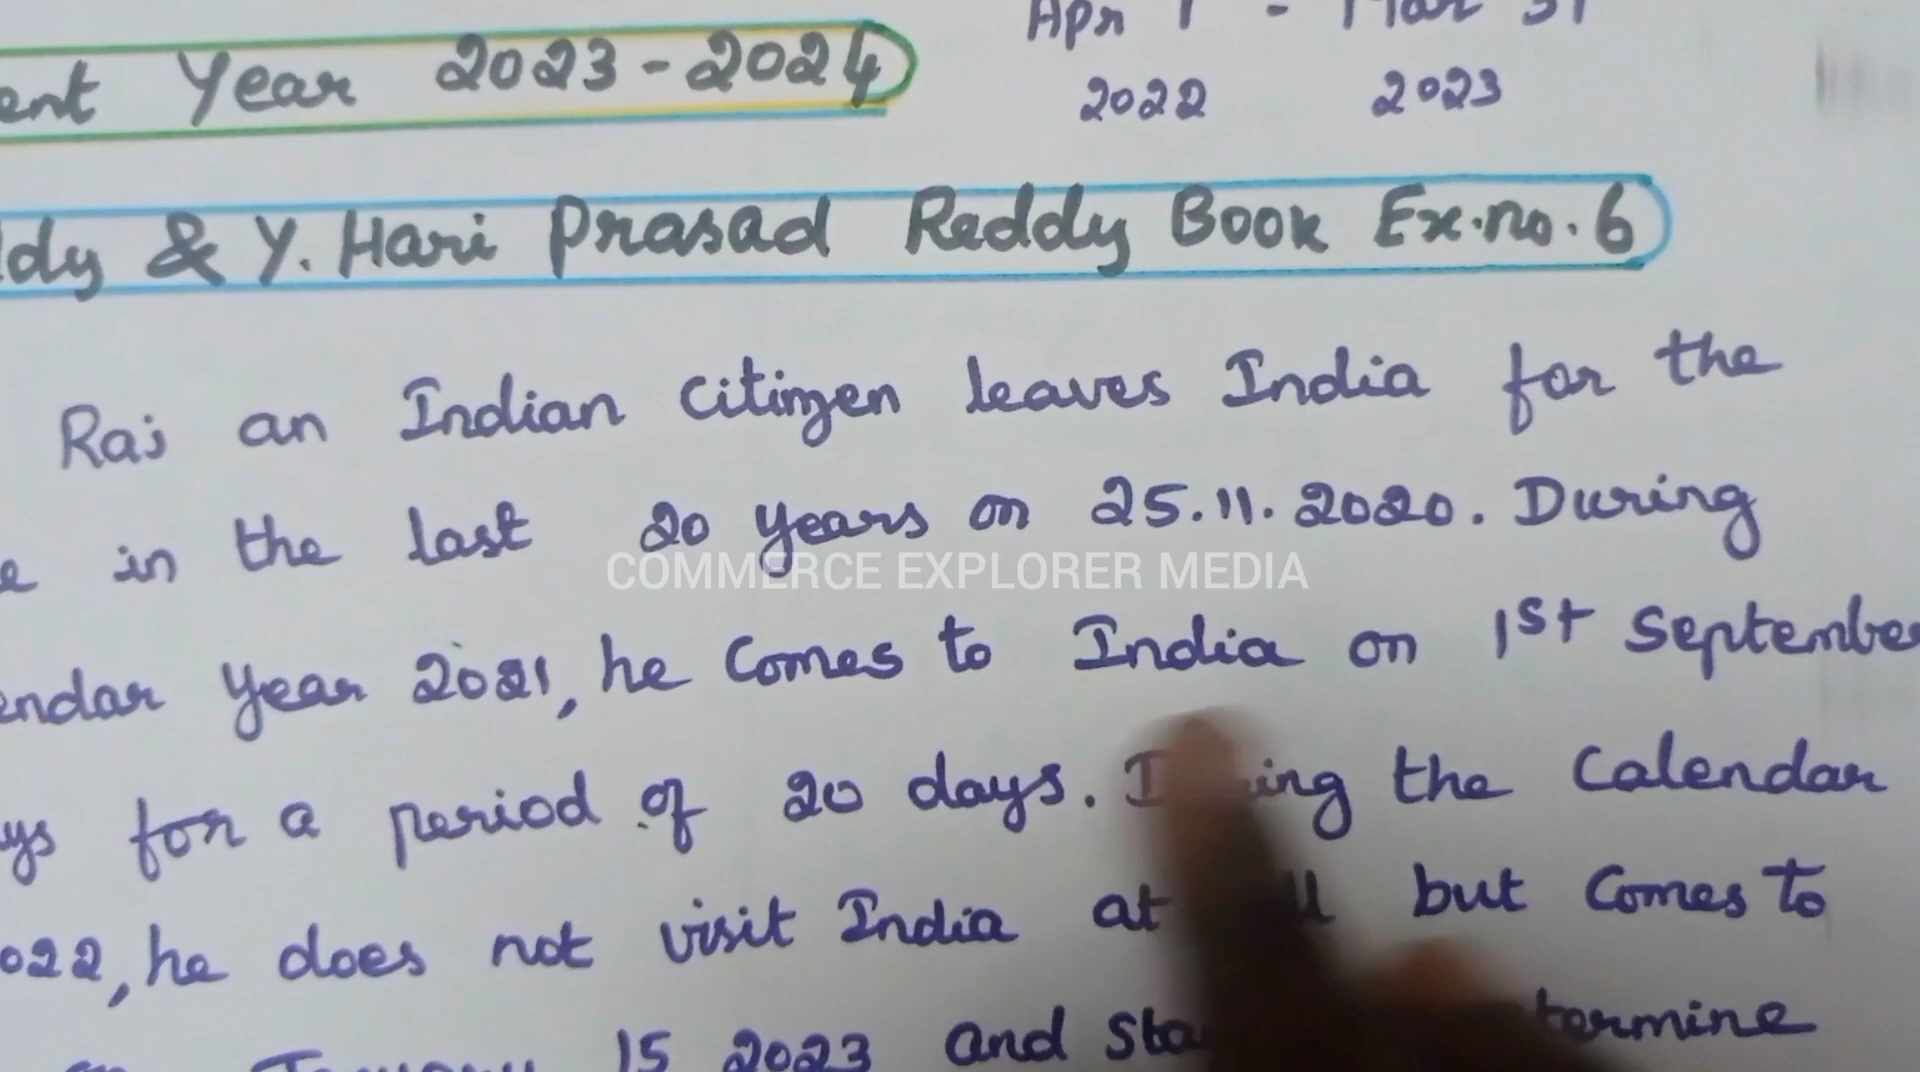 Apr 1 - Mar 31
ent Year 2023-2024
2022 2023
dy & Y. Hari Prasad Reddy Book Ex.no. 6
Raj an Indian citizen leaves India for the
e in the last 20 years on 25.11.2020. During
COMMERCE EXPLORER MEDIA
endar year 2021, he comes to India on 1st September
ys for a period of 20 days. ing the Calendar
022, he does not visit India at but comes to
January 15 2023 and sta termine